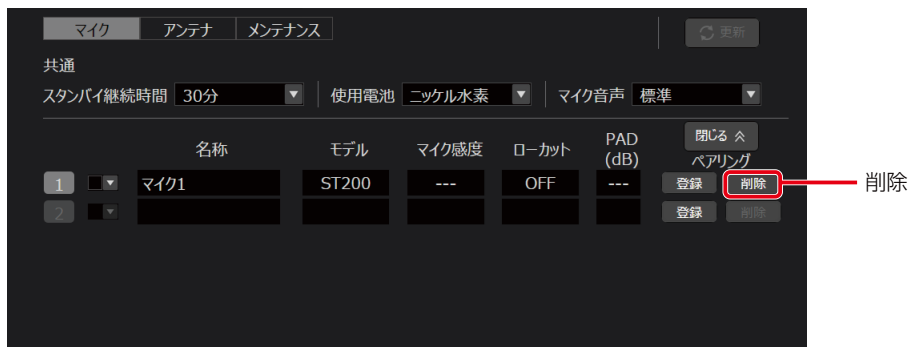 マイク アンテナ メンテナンス 更新
共通
スタンバイ継続時間 30分 使用電池 ニッケル水素 マイク音声 標準
閉じる
名称 モデル マイク感度 ローカット PAD (dB) ペアリング
1 マイク1 ST200 --- OFF --- 登録 削除 削除
2 登録 削除